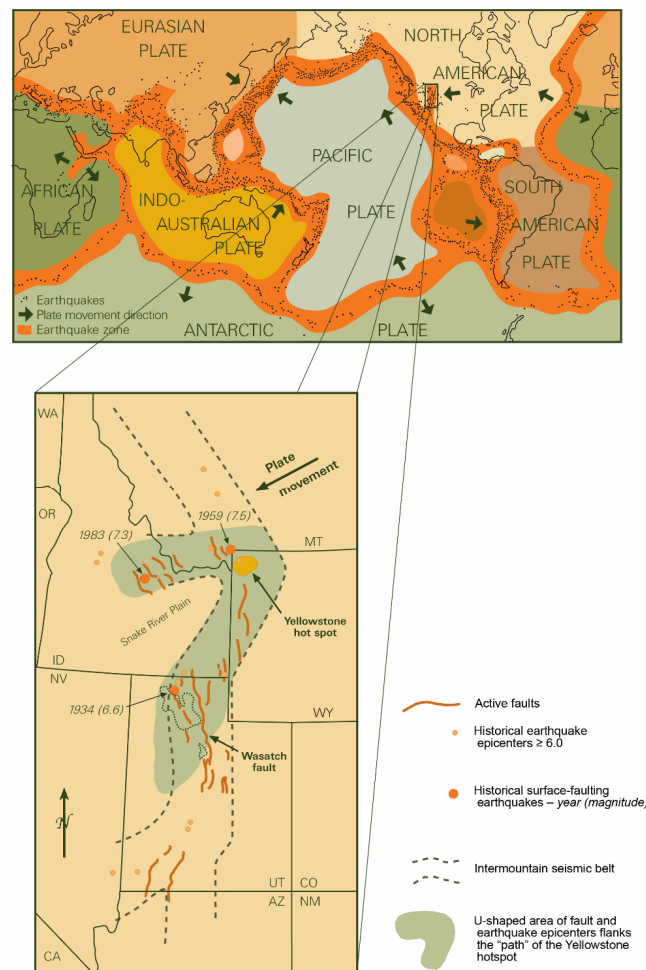 EURASIAN
PLATE
NORTH
AMERICAN
PLATE
PACIFIC
PLATE
AFRICAN
PLATE
INDO-
AUSTRALIAN
PLATE
SOUTH
AMERICAN
PLATE
Earthquakes
Plate movement direction
Earthquake zone
ANTARCTIC PLATE
WA
OR
Plate
movement
1959 (7.5)
1983 (7.3)
MT
Yellowstone
hot spot
Snake River Plain
ID
NV
1934 (6.6)
WY
Wasatch
fault
N
UT CO
AZ NM
CA
Active faults
Historical earthquake
epicenters ≥ 6.0
Historical surface-faulting
earthquakes – year (magnitude)
Intermountain seismic belt
U-shaped area of fault and
earthquake epicenters flanks
the "path" of the Yellowstone
hotspot